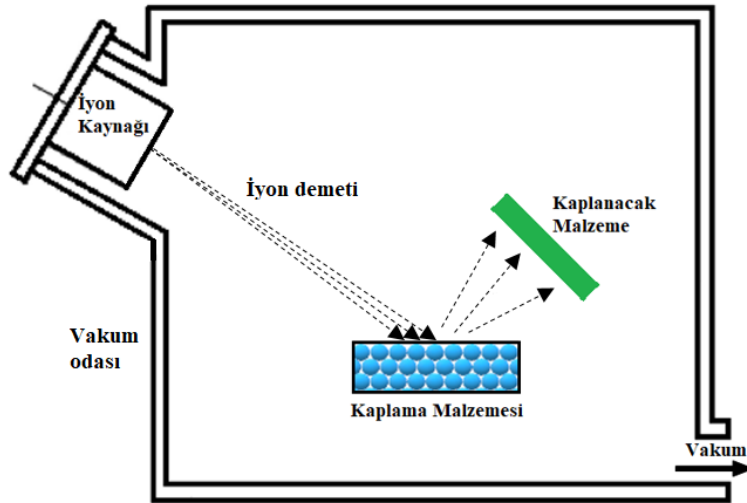 İyon
Kaynağı
İyon demeti
Kaplanacak
Malzeme
Vakum
odası
Kaplama Malzemesi
Vakum